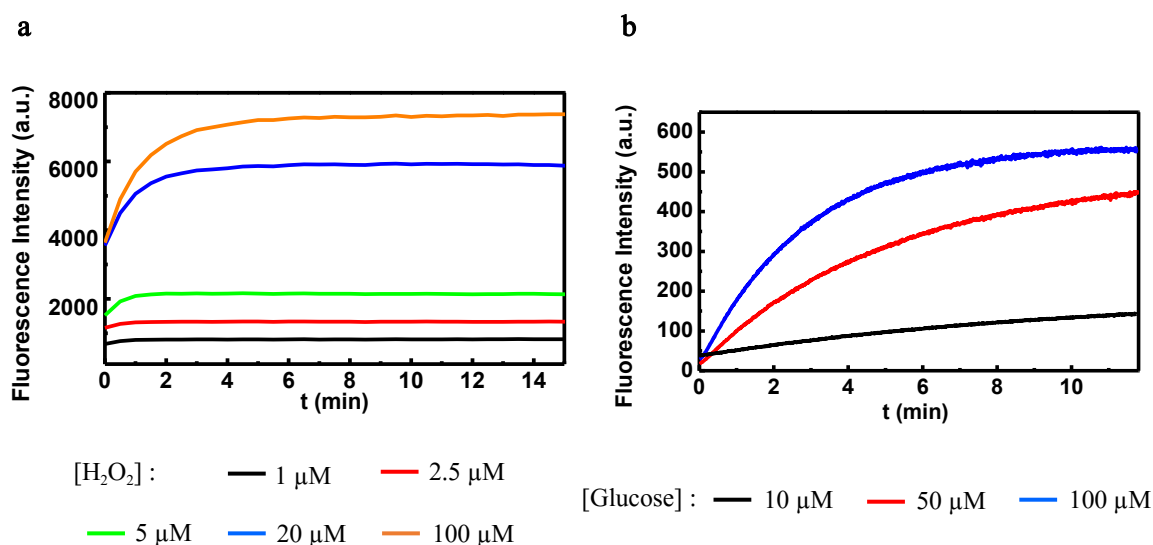 a
b
Fluorescence Intensity (a.u.)
8000
6000
4000
2000
0 2 4 6 8 10 12 14
t (min)
Fluorescence Intensity (a.u.)
600
500
400
300
200
100
0
0 2 4 6 8 10
t (min)
[H₂O₂] : 1 µM 2.5 µM
5 µM 20 µM 100 µM
[Glucose] : 10 µM 50 µM 100 µM